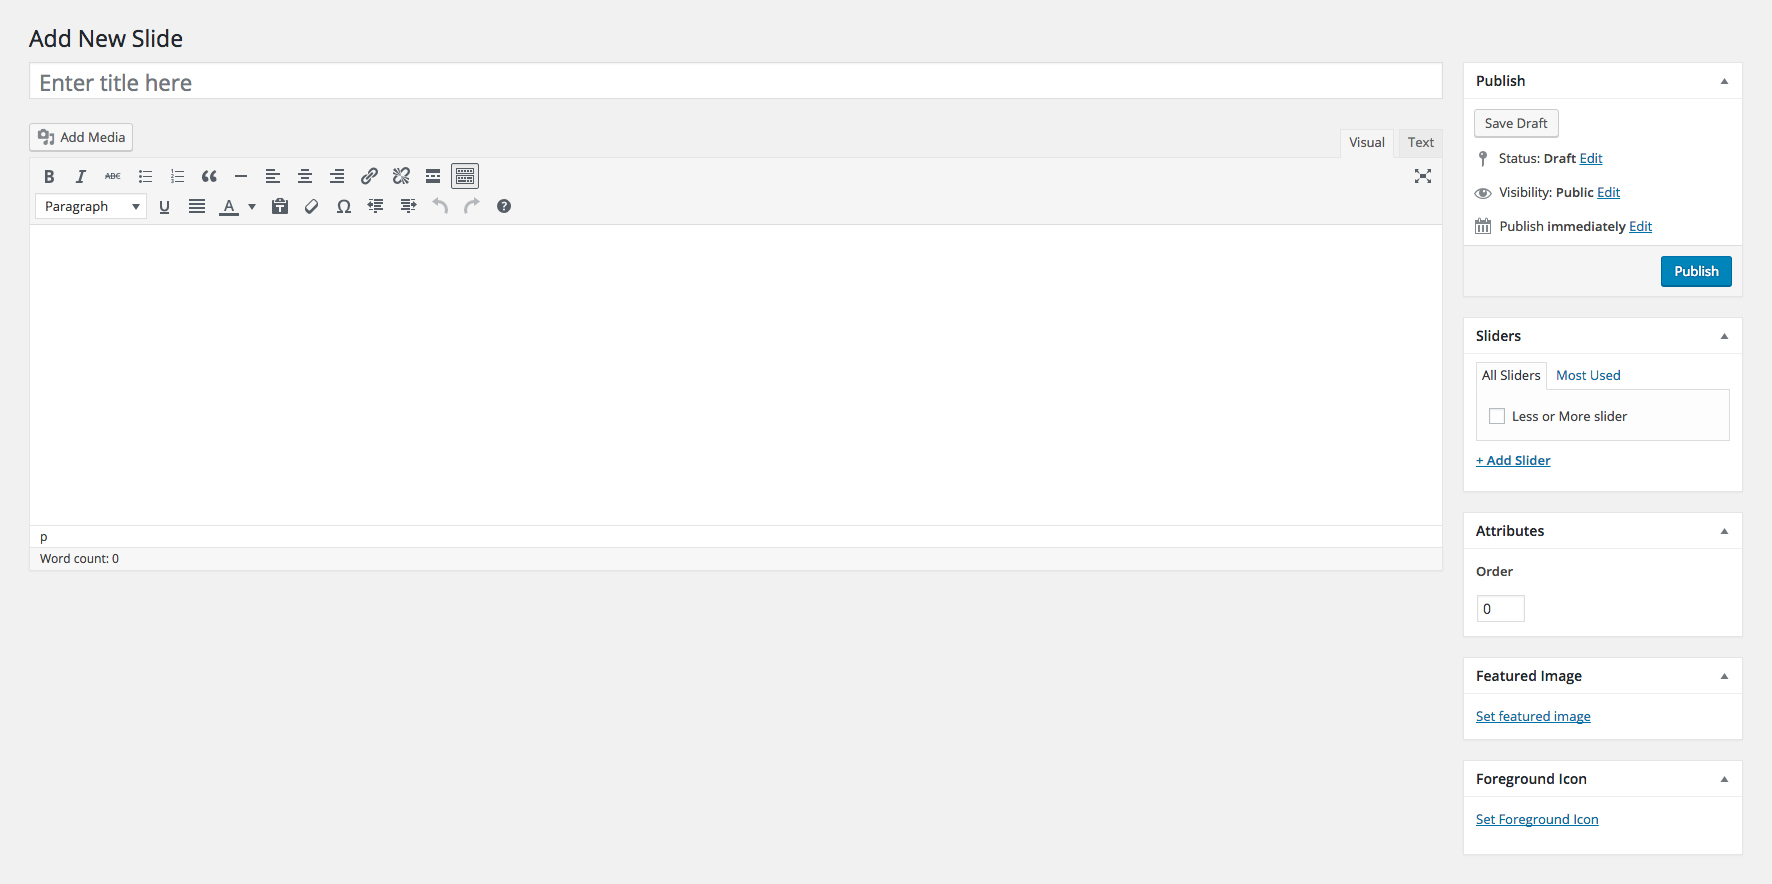 Add New Slide
Enter title here
Add Media
Visual Text
B I ABC
Paragraph U A Ω ?
p
Word count: 0
Publish
Save Draft
Status: Draft Edit
Visibility: Public Edit
Publish immediately Edit
Publish
Sliders
All Sliders Most Used
Less or More slider
+ Add Slider
Attributes
Order
0
Featured Image
Set featured image
Foreground Icon
Set Foreground Icon